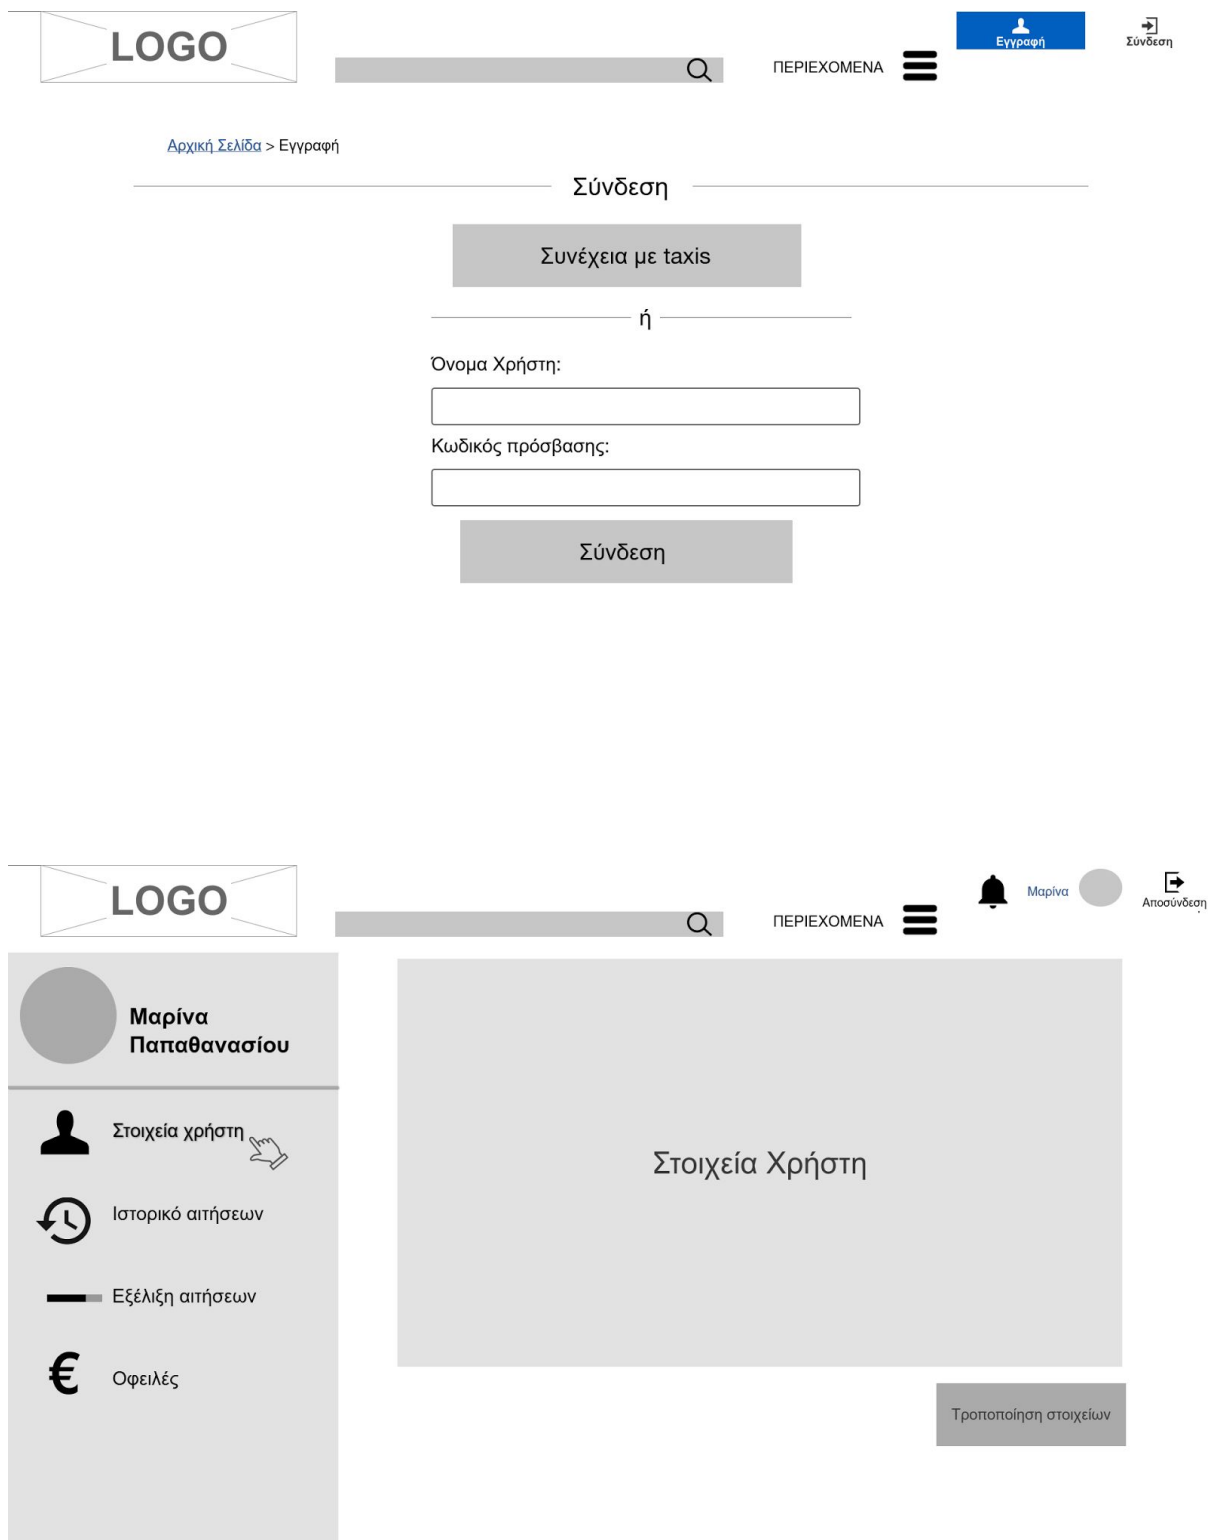 LOGO
ΠΕΡΙΕΧΟΜΕΝΑ
Εγγραφή
Σύνδεση
Αρχική Σελίδα > Εγγραφή
Σύνδεση
Συνέχεια με taxis
ή
Όνομα Χρήστη:
Κωδικός πρόσβασης:
Σύνδεση
LOGO
ΠΕΡΙΕΧΟΜΕΝΑ
Μαρίνα
Αποσύνδεση
Μαρίνα
Παπαθανασίου
Στοιχεία χρήστη
Ιστορικό αιτήσεων
Εξέλιξη αιτήσεων
€ Οφειλές
Στοιχεία Χρήστη
Τροποποίηση στοιχείων